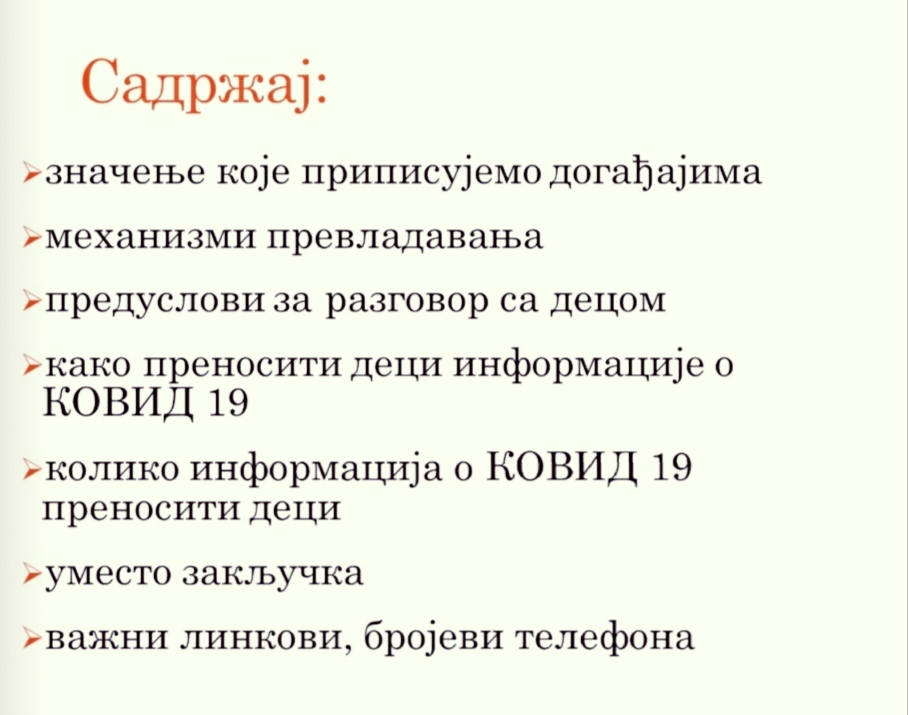 Садржај:
➢значење које приписујемо догађајима
➢механизми превладавања
➢предуслови за разговор са децом
➢како преносити деци информације о
КОВИД 19
➢колико информација о КОВИД 19
преносити деци
➢уместо закључка
➢важни линкови, бројеви телефона